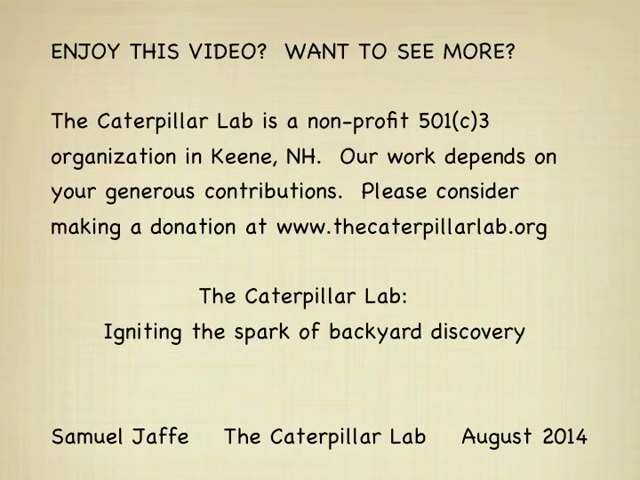 ENJOY THIS VIDEO? WANT TO SEE MORE?
The Caterpillar Lab is a non-profit 501(c)3
organization in Keene, NH. Our work depends on
your generous contributions. Please consider
making a donation at www.thecaterpillarlab.org
The Caterpillar Lab:
Igniting the spark of backyard discovery
Samuel Jaffe The Caterpillar Lab August 2014